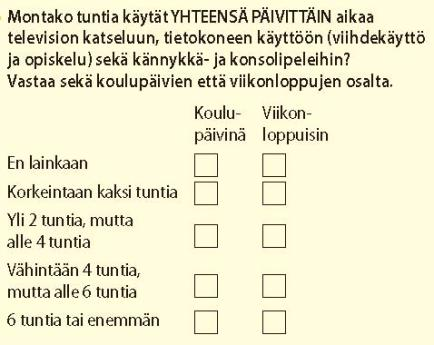 Montako tuntia käytät YHTEENSÄ PÄIVITTÄIN aikaa
television katseluun, tietokoneen käyttöön (viihdekäyttö
ja opiskelu) sekä kännykkä- ja konsolipeleihin?
Vastaa sekä koulupäivien että viikonloppujen osalta.
Koulu- Viikon-
päivinä loppuisin
En lainkaan
Korkeintaan kaksi tuntia
Yli 2 tuntia, mutta
alle 4 tuntia
Vähintään 4 tuntia,
mutta alle 6 tuntia
6 tuntia tai enemmän